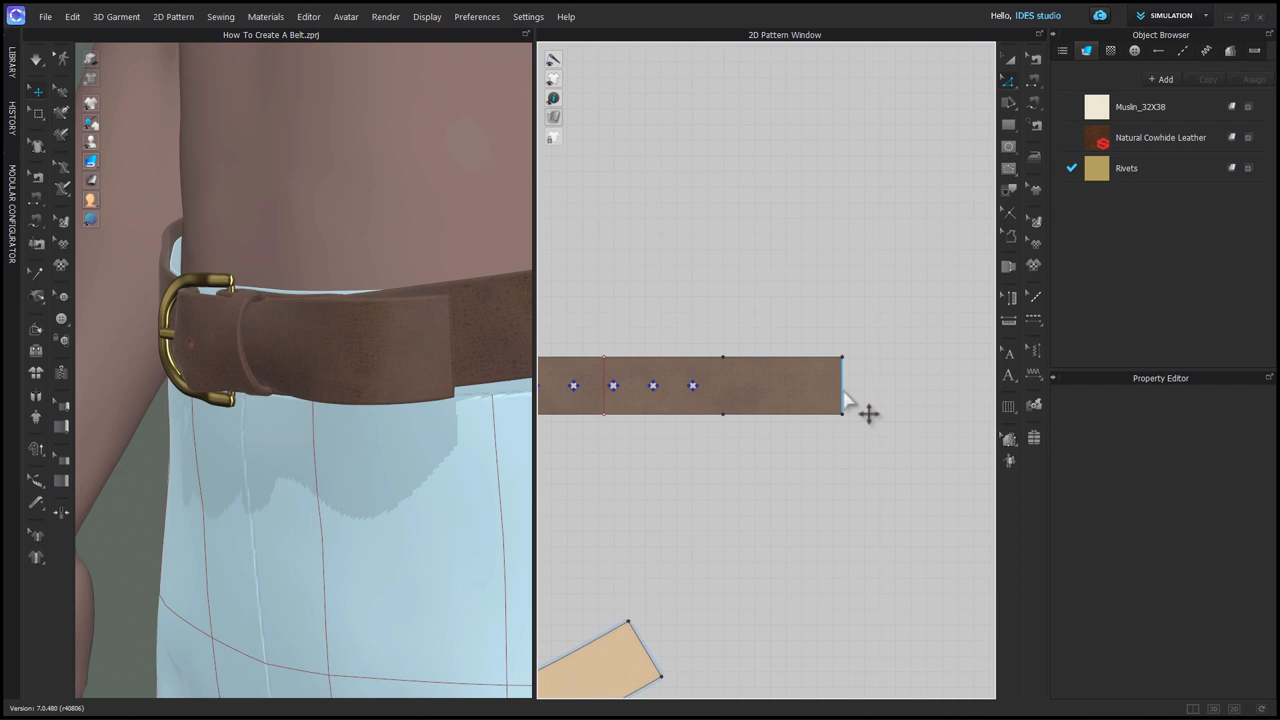 File Edit 3D Garment 2D Pattern Sewing Materials Editor Avatar Render Display Preferences Settings Help
Hello, IDES studio
SIMULATION
How To Create A Belt.zprj
2D Pattern Window
Object Browser
LIBRARY
HISTORY
MODULAR CONFIGURATOR
+ Add Copy Assign
Muslin_32X38
Natural Cowhide Leather
Rivets
Property Editor
Version: 7.0.480 (r40806)
3D 2D